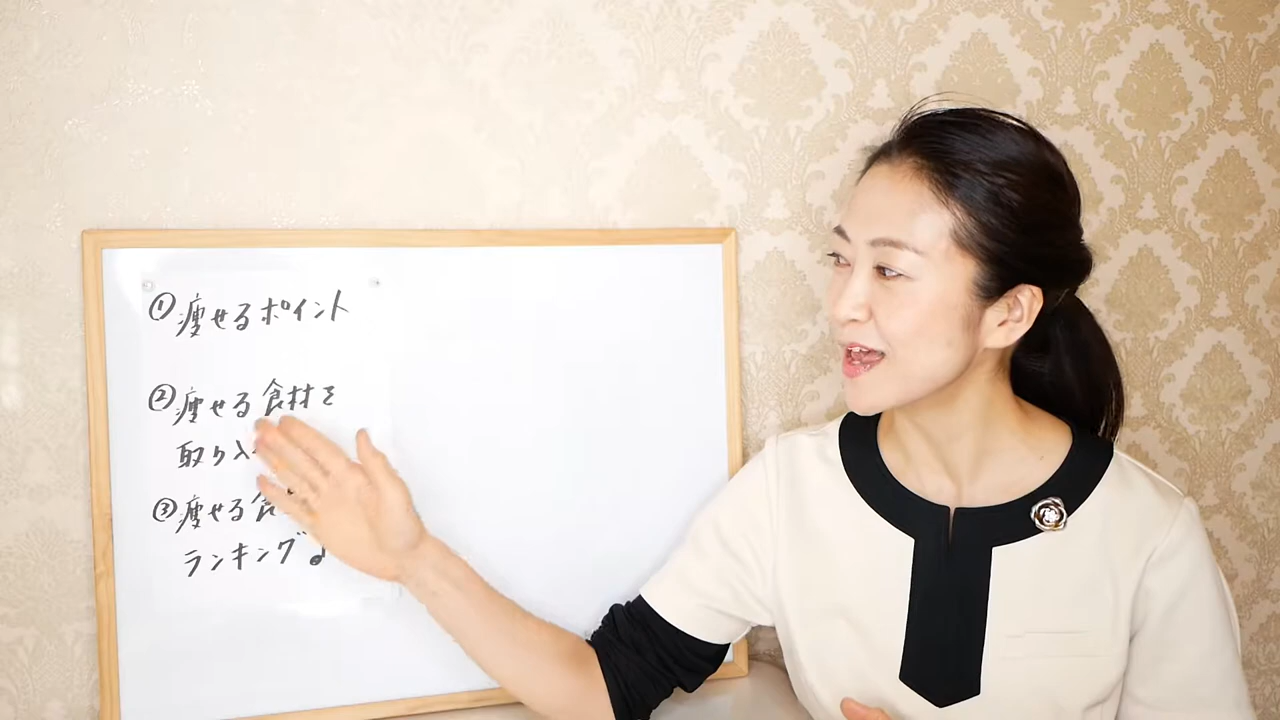 ①痩せるポイント
②痩せる食材を
取り入
③痩せる食
ランキング♪